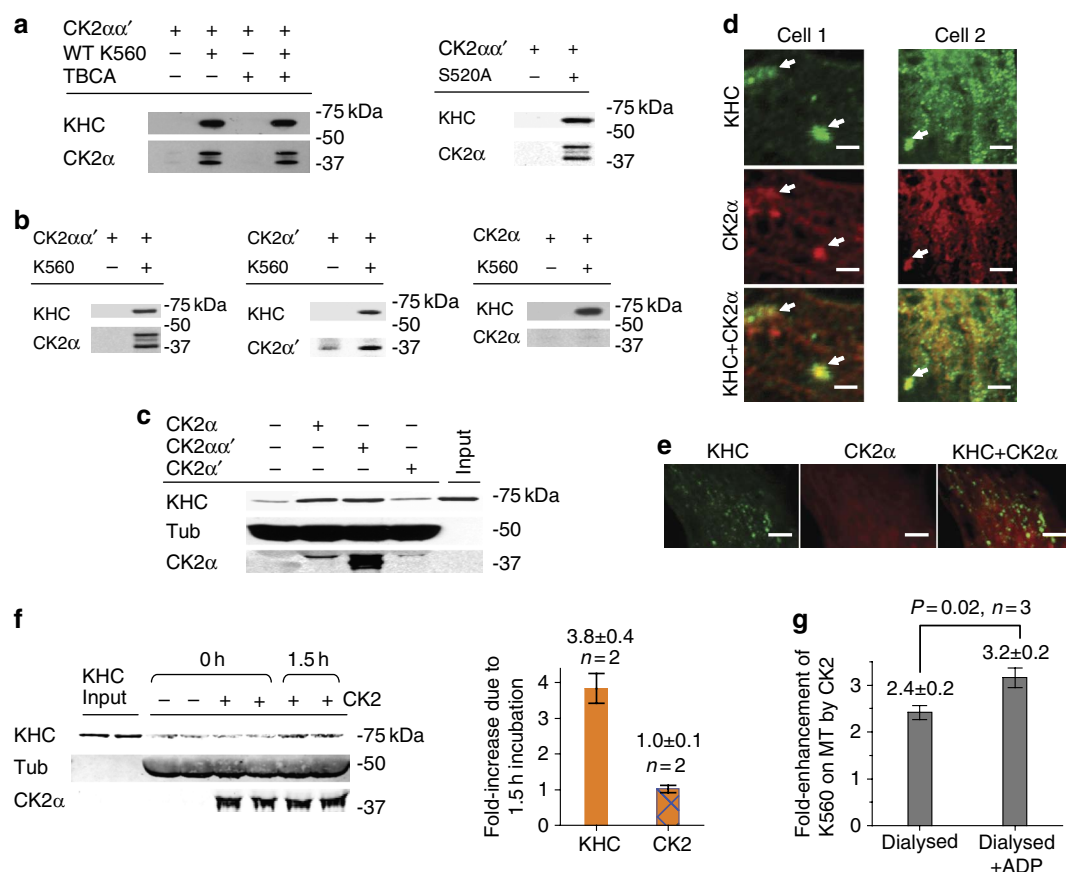 a
CK2αα′ + + + +
WT K560 – + – +
TBCA – – + +
KHC
CK2α
-75 kDa
-50
-37
CK2αα′ + +
S520A – +
KHC
CK2α
-75 kDa
-50
-37
b
CK2αα′ + +
K560 – +
KHC
CK2α
-75 kDa
-50
-37
CK2α′ + +
K560 – +
KHC
CK2α′
-75 kDa
-50
-37
CK2α + +
K560 – +
KHC
CK2α
-75 kDa
-50
-37
c
CK2α – + – –
CK2αα′ – – + –
CK2α′ – – – +
Input
KHC
Tub
CK2α
-75 kDa
-50
-37
d
Cell 1 Cell 2
KHC
CK2α
KHC+CK2α
e
KHC CK2α KHC+CK2α
f
KHC
Input
0 h 1.5 h
– – + + + + CK2
KHC
Tub
CK2α
-75 kDa
-50
-37
Fold-increase due to
1.5 h incubation
4
3
2
1
0
3.8±0.4
n=2
1.0±0.1
n=2
KHC CK2
g
Fold-enhancement of
K560 on MT by CK2
3
2
1
0
P=0.02, n=3
2.4±0.2
3.2±0.2
Dialysed Dialysed
+ADP